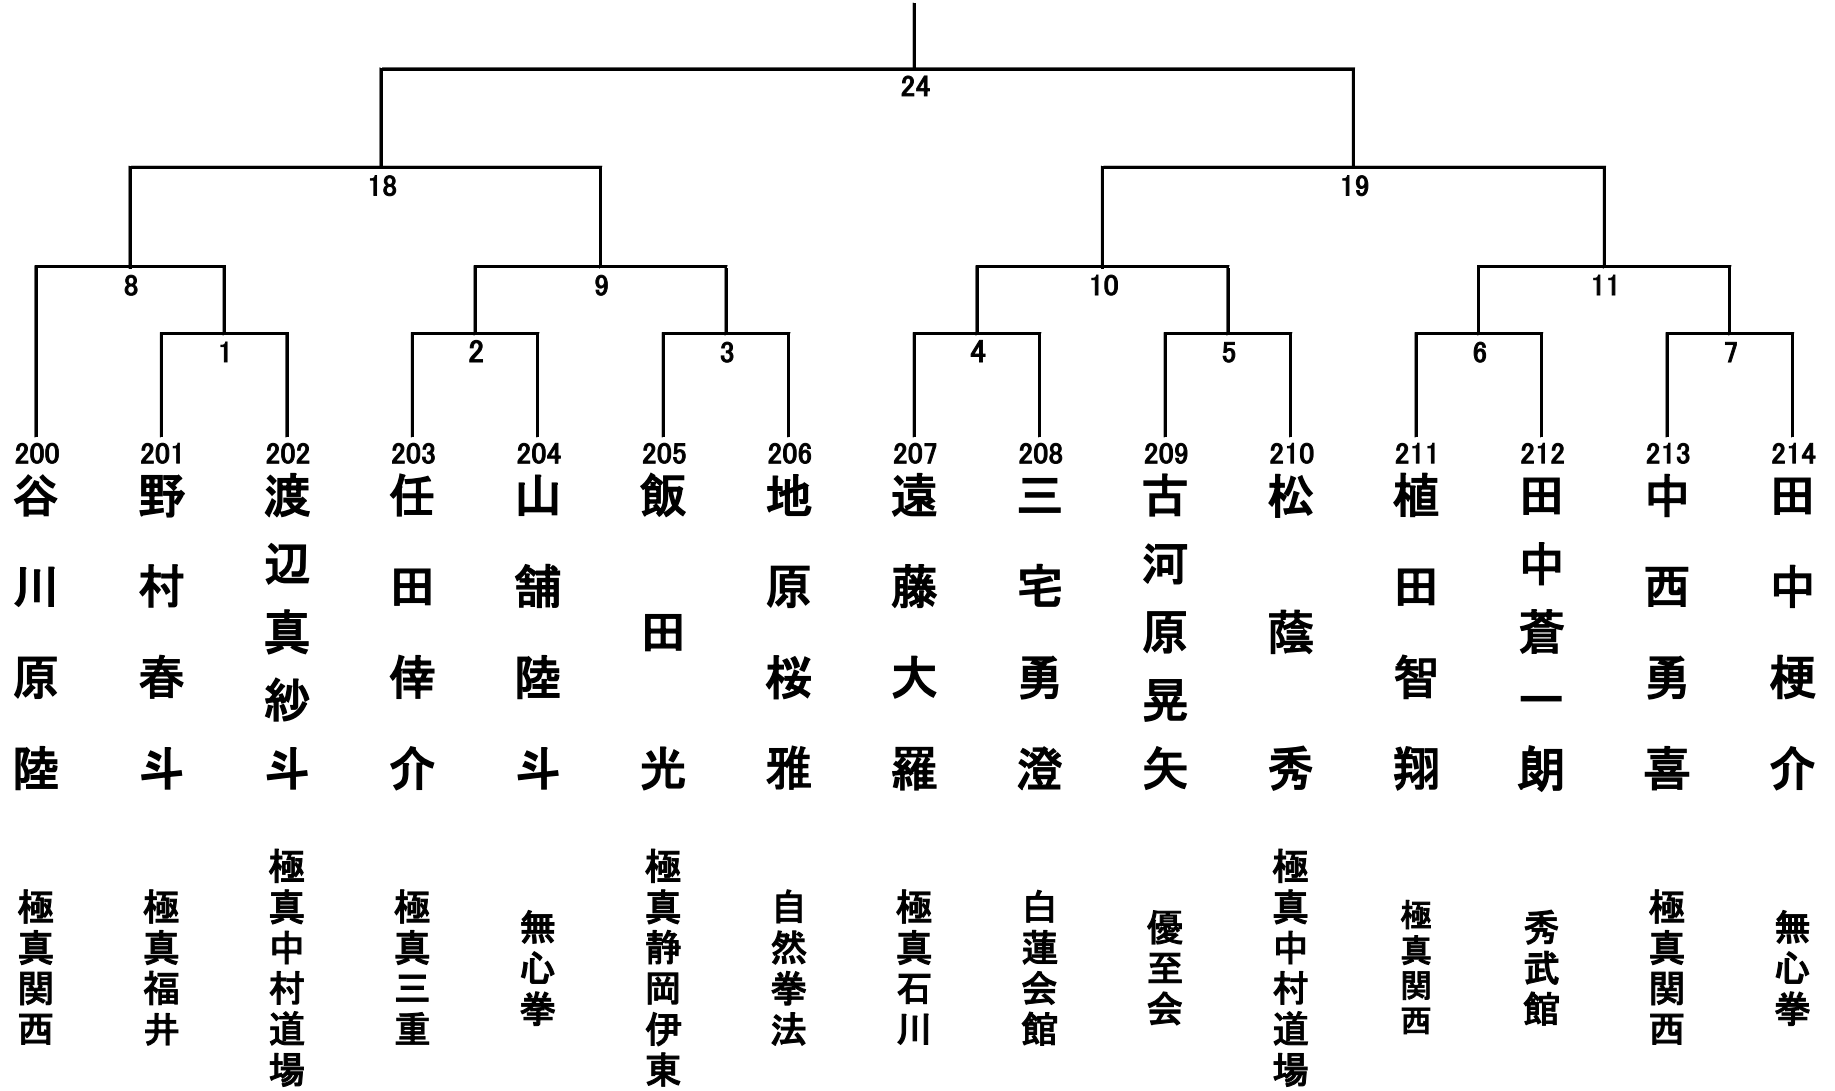 24
18
19
8
9
10
11
1
2
3
4
5
6
7
200
谷川原陸
極真関西
201
野村春斗
極真福井
202
渡辺真紗斗
極真中村道場
203
任田倖介
極真三重
204
山舗陸斗
無心拳
205
飯田光
極真静岡伊東
206
地原桜雅
自然拳法
207
遠藤大羅
極真石川
208
三宅勇澄
白蓮会館
209
古河原晃矢
優至会
210
松蔭秀
極真中村道場
211
植田智翔
極真関西
212
田中蒼一朗
秀武館
213
中西勇喜
極真関西
214
田中梗介
無心拳